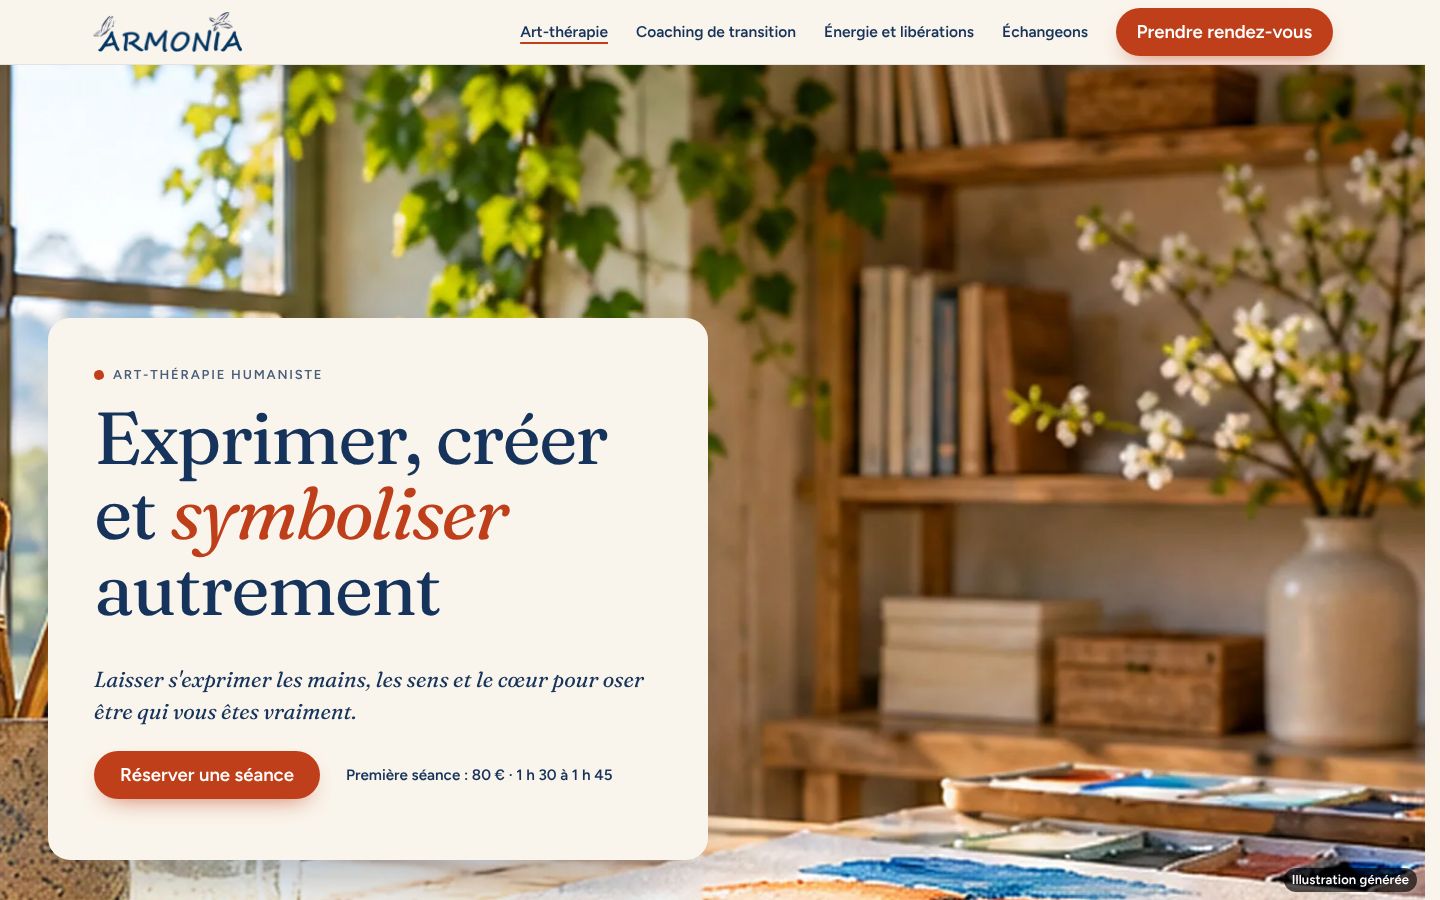 ARMONIA
Art-thérapie
Coaching de transition
Énergie et libérations
Échangeons
Prendre rendez-vous
ART-THÉRAPIE HUMANISTE
Exprimer, créer
et symboliser
autrement
Laisser s'exprimer les mains, les sens et le cœur pour oser
être qui vous êtes vraiment.
Réserver une séance
Première séance : 80 € · 1 h 30 à 1 h 45
Illustration générée